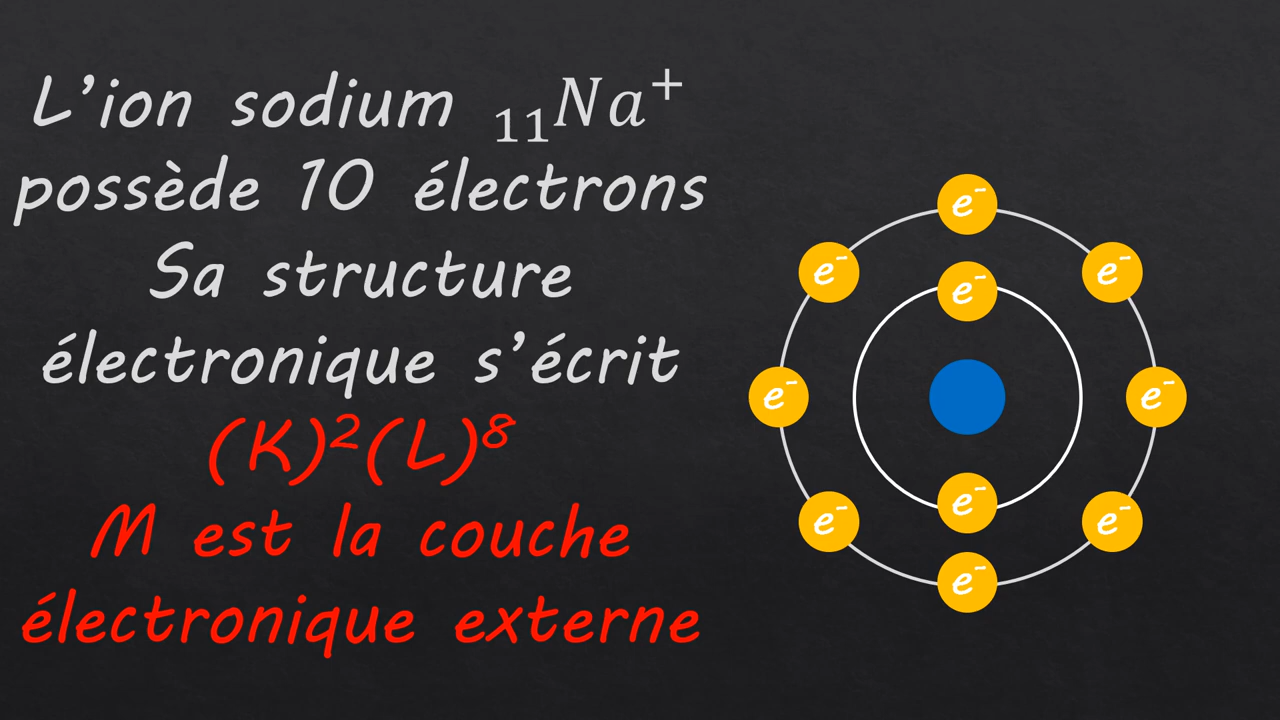 L'ion sodium ₁₁Na⁺
possède 10 électrons
Sa structure
électronique s'écrit
(K)²(L)⁸
M est la couche
électronique externe
e⁻
e⁻
e⁻
e⁻
e⁻
e⁻
e⁻
e⁻
e⁻
e⁻